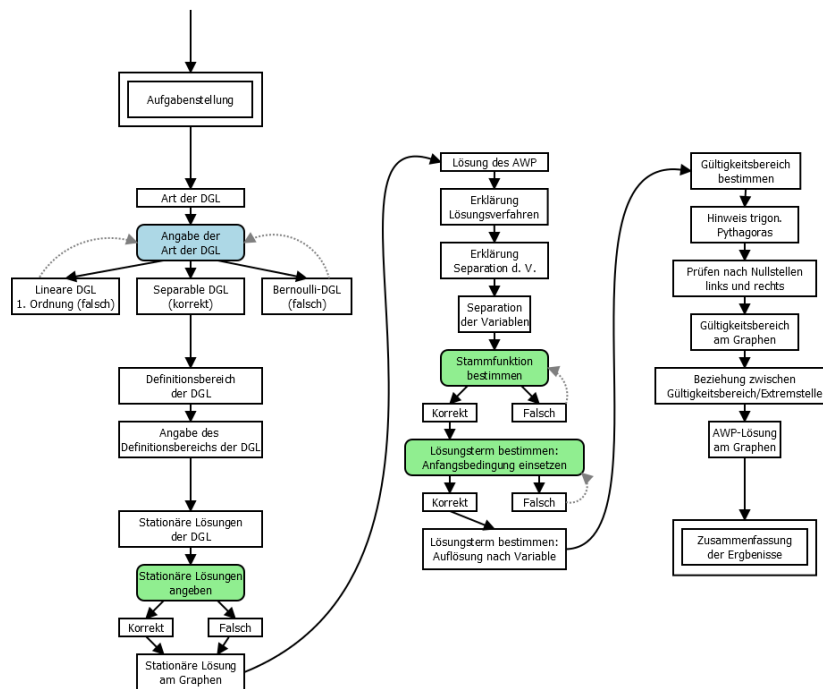 Aufgabenstellung
Art der DGL
Angabe der
Art der DGL
Lineare DGL
1. Ordnung (falsch)
Separable DGL
(korrekt)
Bernoulli-DGL
(falsch)
Definitionsbereich
der DGL
Angabe des
Definitionsbereichs der DGL
Stationäre Lösungen
der DGL
Stationäre Lösungen
angeben
Korrekt
Falsch
Stationäre Lösung
am Graphen
Lösung des AWP
Erklärung
Lösungsverfahren
Erklärung
Separation d. V.
Separation
der Variablen
Stammfunktion
bestimmen
Korrekt
Falsch
Lösungsterm bestimmen:
Anfangsbedingung einsetzen
Korrekt
Falsch
Lösungsterm bestimmen:
Auflösung nach Variable
Gültigkeitsbereich
bestimmen
Hinweis trigon.
Pythagoras
Prüfen nach Nullstellen
links und rechts
Gültigkeitsbereich
am Graphen
Beziehung zwischen
Gültigkeitsbereich/Extremstelle
AWP-Lösung
am Graphen
Zusammenfassung
der Ergbenisse